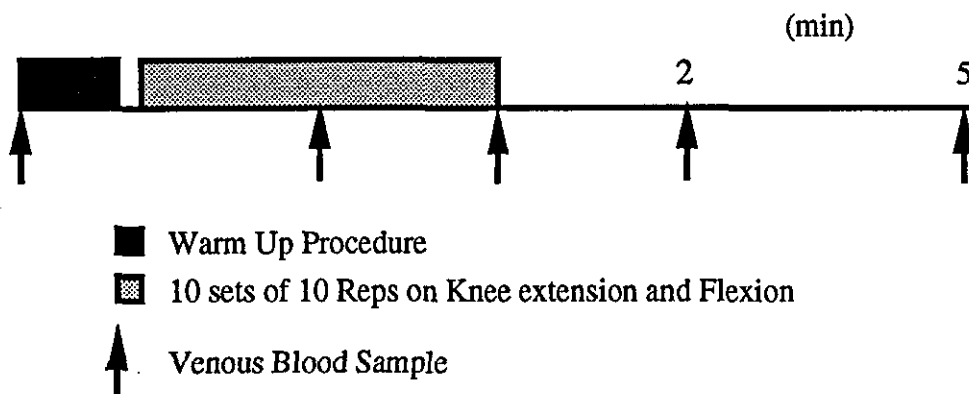 (min)
2 5
Warm Up Procedure
10 sets of 10 Reps on Knee extension and Flexion
Venous Blood Sample